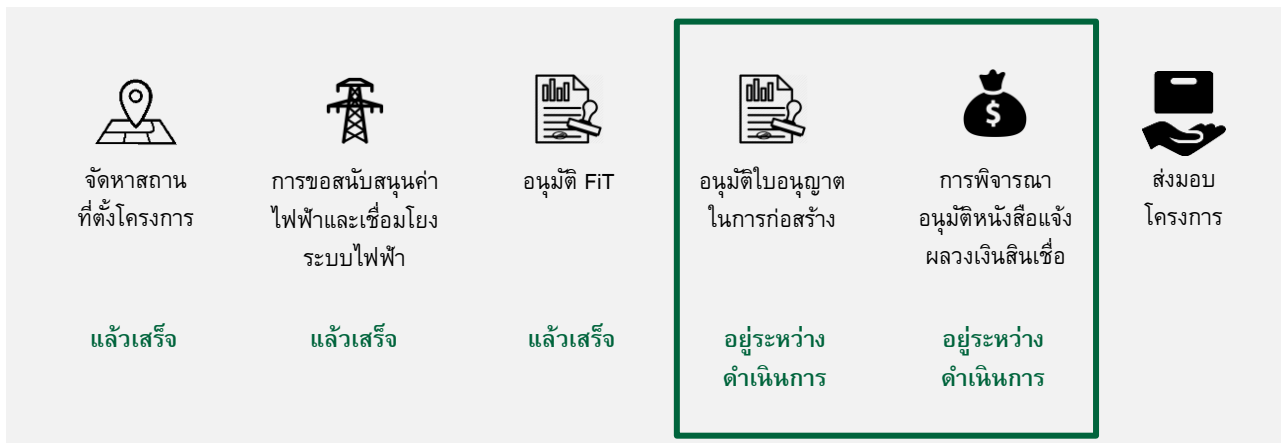 จัดหาสถาน
ที่ตั้งโครงการ
การขอสนับสนุนค่า
ไฟฟ้าและเชื่อมโยง
ระบบไฟฟ้า
อนุมัติ FiT
อนุมัติใบอนุญาต
ในการก่อสร้าง
$
การพิจารณา
อนุมัติหนังสือแจ้ง
ผลวงเงินสินเชื่อ
ส่งมอบ
โครงการ
แล้วเสร็จ
แล้วเสร็จ
แล้วเสร็จ
อยู่ระหว่าง
ดำเนินการ
อยู่ระหว่าง
ดำเนินการ